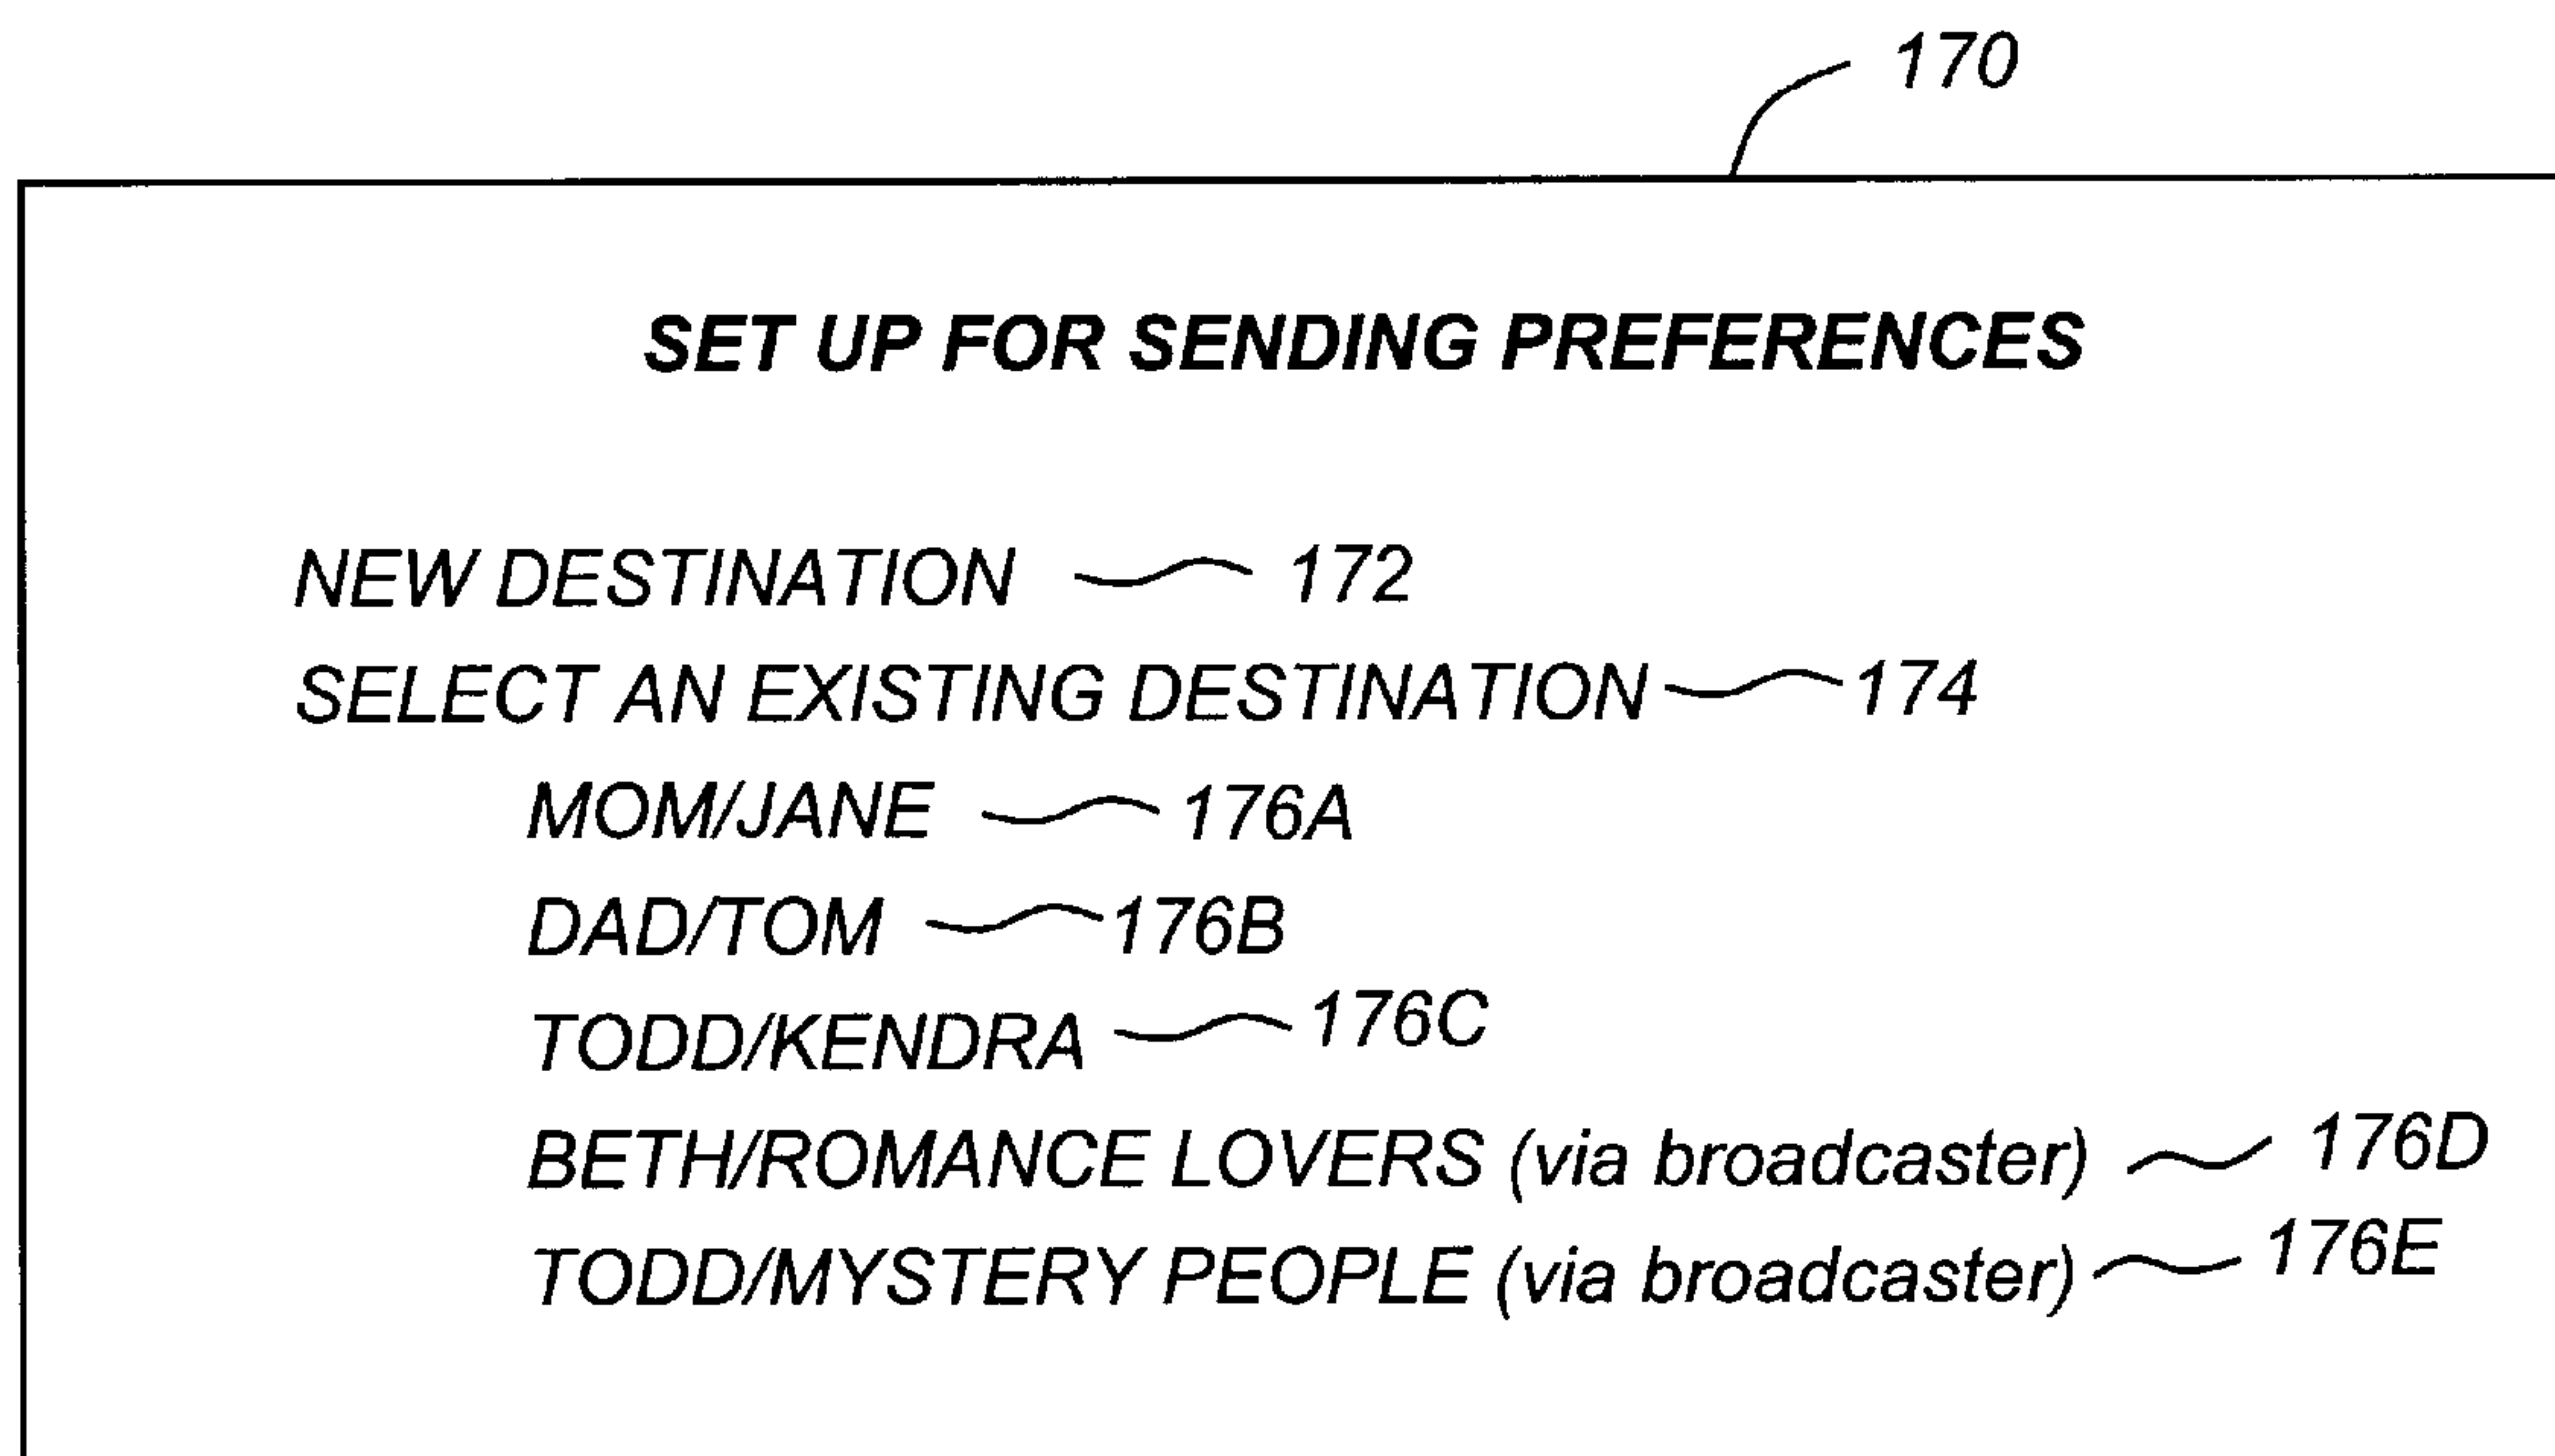 170
SET UP FOR SENDING PREFERENCES
NEW DESTINATION 172
SELECT AN EXISTING DESTINATION 174
MOM/JANE 176A
DAD/TOM 176B
TODD/KENDRA 176C
BETH/ROMANCE LOVERS (via broadcaster) 176D
TODD/MYSTERY PEOPLE (via broadcaster) 176E